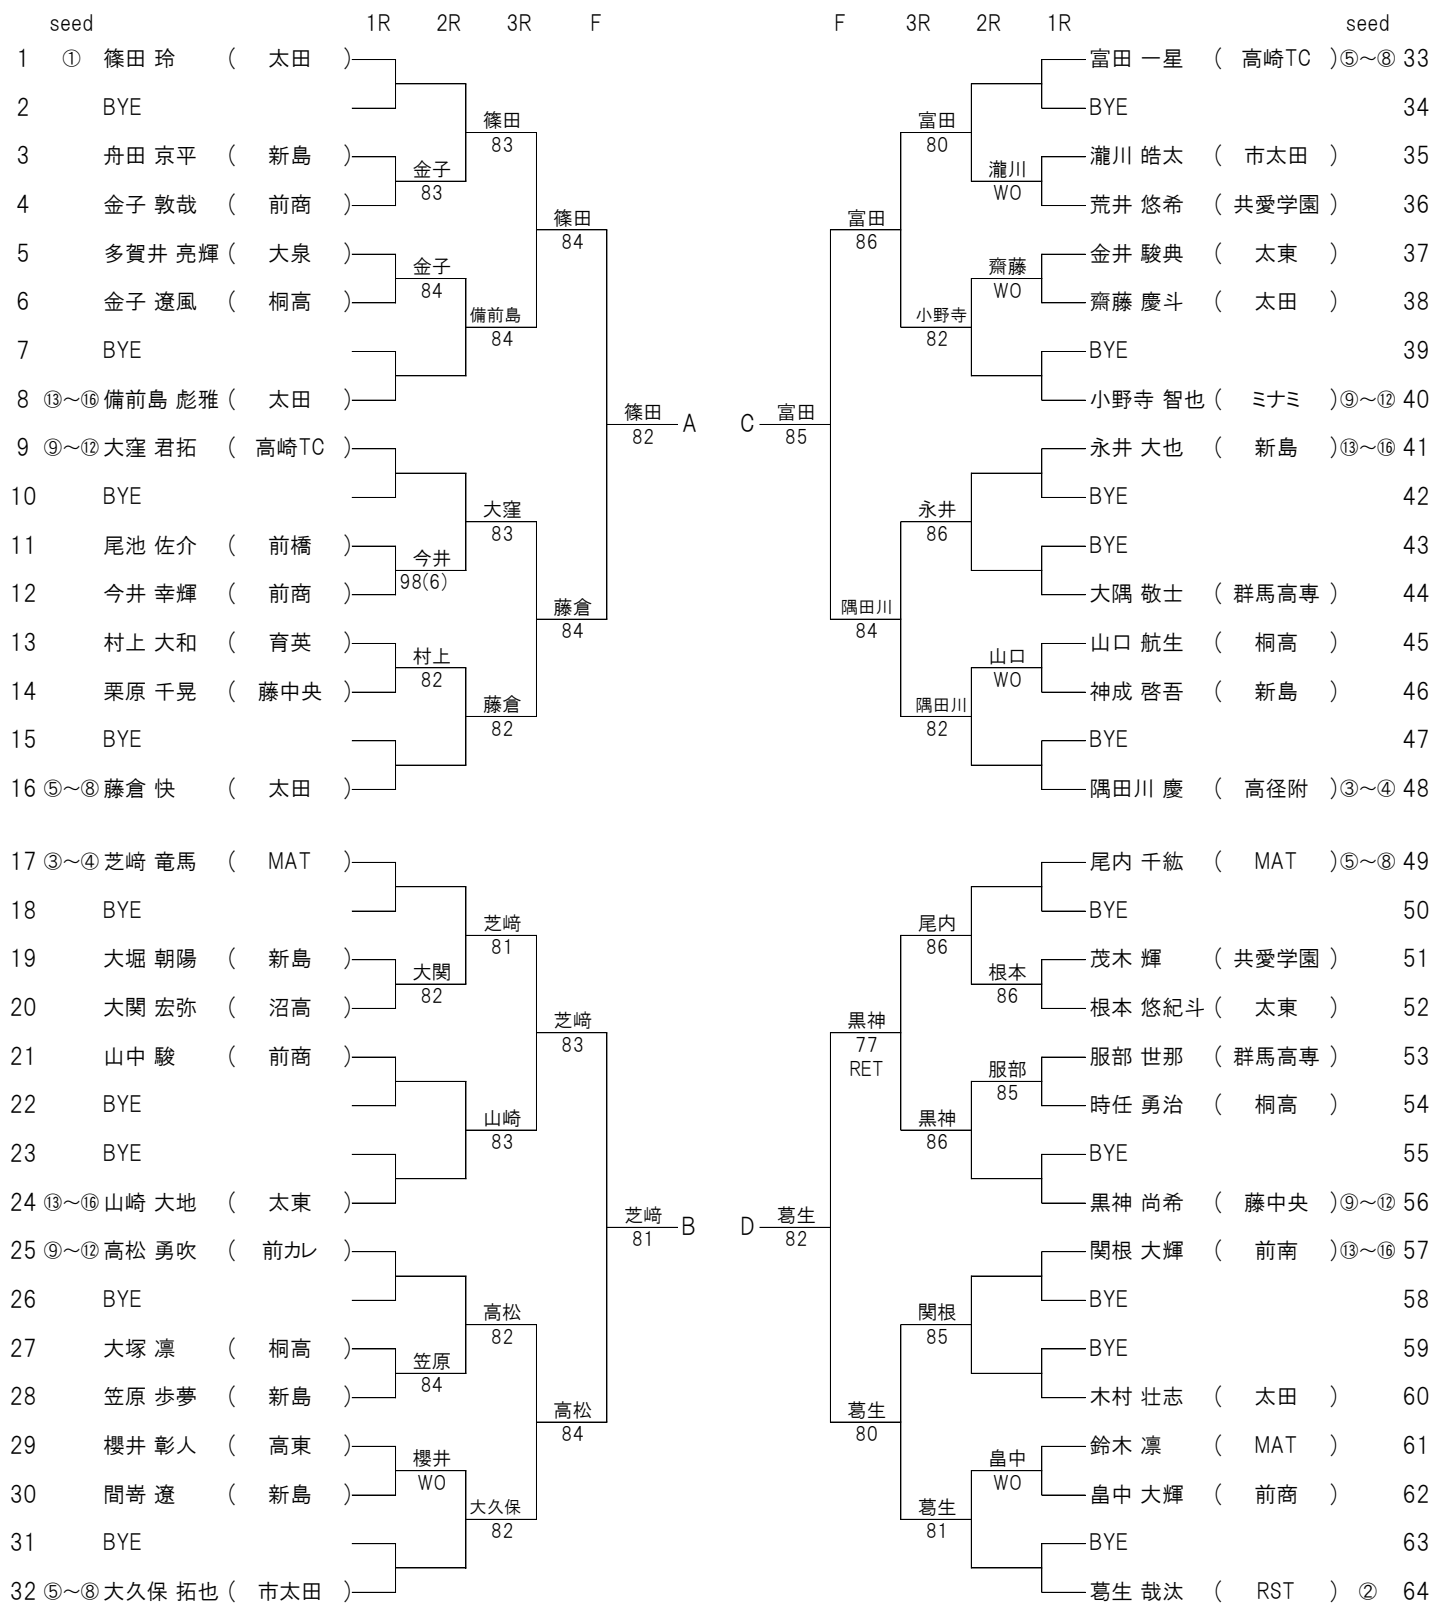 seed 1R 2R 3R F F 3R 2R 1R seed
1 ① 篠田 玲 ( 太田 ) 富田 一星 ( 高崎TC ) ⑤～⑧ 33
2 BYE BYE 34
篠田 富田
83 80
3 舟田 京平 ( 新島 ) 瀧川 皓太 ( 市太田 ) 35
金子 瀧川
83 WO
4 金子 敦哉 ( 前商 ) 荒井 悠希 ( 共愛学園 ) 36
篠田 富田
84 86
5 多賀井 亮輝 ( 大泉 ) 金井 駿典 ( 太東 ) 37
金子 齋藤
84 WO
6 金子 遼風 ( 桐高 ) 齋藤 慶斗 ( 太田 ) 38
備前島 小野寺
84 82
7 BYE BYE 39
8 ⑬～⑯ 備前島 彪雅 ( 太田 ) 小野寺 智也 ( ミナミ ) ⑨～⑫ 40
篠田 A C 富田
82 85
9 ⑨～⑫ 大窪 君拓 ( 高崎TC ) 永井 大也 ( 新島 ) ⑬～⑯ 41
10 BYE BYE 42
大窪 永井
83 86
11 尾池 佐介 ( 前橋 ) BYE 43
今井
98(6)
12 今井 幸輝 ( 前商 ) 大隅 敬士 ( 群馬高専 ) 44
藤倉 隅田川
84 84
13 村上 大和 ( 育英 ) 山口 航生 ( 桐高 ) 45
村上 山口
82 WO
14 栗原 千晃 ( 藤中央 ) 神成 啓吾 ( 新島 ) 46
藤倉 隅田川
82 82
15 BYE BYE 47
16 ⑤～⑧ 藤倉 快 ( 太田 ) 隅田川 慶 ( 高径附 ) ③～④ 48
17 ③～④ 芝﨑 竜馬 ( MAT ) 尾内 千紘 ( MAT ) ⑤～⑧ 49
18 BYE BYE 50
芝﨑 尾内
81 86
19 大堀 朝陽 ( 新島 ) 茂木 輝 ( 共愛学園 ) 51
大関 根本
82 86
20 大関 宏弥 ( 沼高 ) 根本 悠紀斗 ( 太東 ) 52
芝﨑 黒神
83 77
RET
21 山中 駿 ( 前商 ) 服部 世那 ( 群馬高専 ) 53
服部
85
22 BYE 時任 勇治 ( 桐高 ) 54
山崎 黒神
83 86
23 BYE BYE 55
24 ⑬～⑯ 山崎 大地 ( 太東 ) 黒神 尚希 ( 藤中央 ) ⑨～⑫ 56
芝﨑 B D 葛生
81 82
25 ⑨～⑫ 高松 勇吹 ( 前カレ ) 関根 大輝 ( 前南 ) ⑬～⑯ 57
26 BYE BYE 58
高松 関根
82 85
27 大塚 凛 ( 桐高 ) BYE 59
笠原
84
28 笠原 歩夢 ( 新島 ) 木村 壮志 ( 太田 ) 60
高松 葛生
84 80
29 櫻井 彰人 ( 高東 ) 鈴木 凛 ( MAT ) 61
櫻井 畠中
WO WO
30 間嵜 遼 ( 新島 ) 畠中 大輝 ( 前商 ) 62
大久保 葛生
82 81
31 BYE BYE 63
32 ⑤～⑧ 大久保 拓也 ( 市太田 ) 葛生 哉汰 ( RST ) ② 64